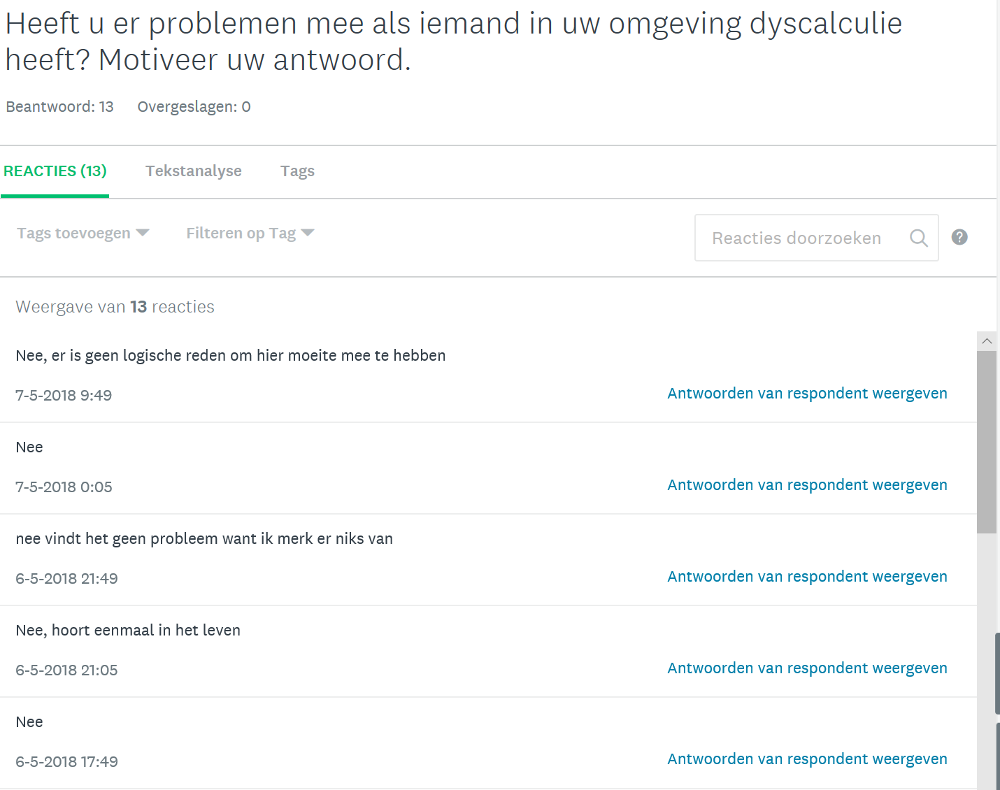 Heeft u er problemen mee als iemand in uw omgeving dyscalculie
heeft? Motiveer uw antwoord.
Beantwoord: 13 Overgeslagen: 0
REACTIES (13) Tekstanalyse Tags
Tags toevoegen Filteren op Tag Reacties doorzoeken ?
Weergave van 13 reacties
Nee, er is geen logische reden om hier moeite mee te hebben
7-5-2018 9:49 Antwoorden van respondent weergeven
Nee
7-5-2018 0:05 Antwoorden van respondent weergeven
nee vindt het geen probleem want ik merk er niks van
6-5-2018 21:49 Antwoorden van respondent weergeven
Nee, hoort eenmaal in het leven
6-5-2018 21:05 Antwoorden van respondent weergeven
Nee
6-5-2018 17:49 Antwoorden van respondent weergeven